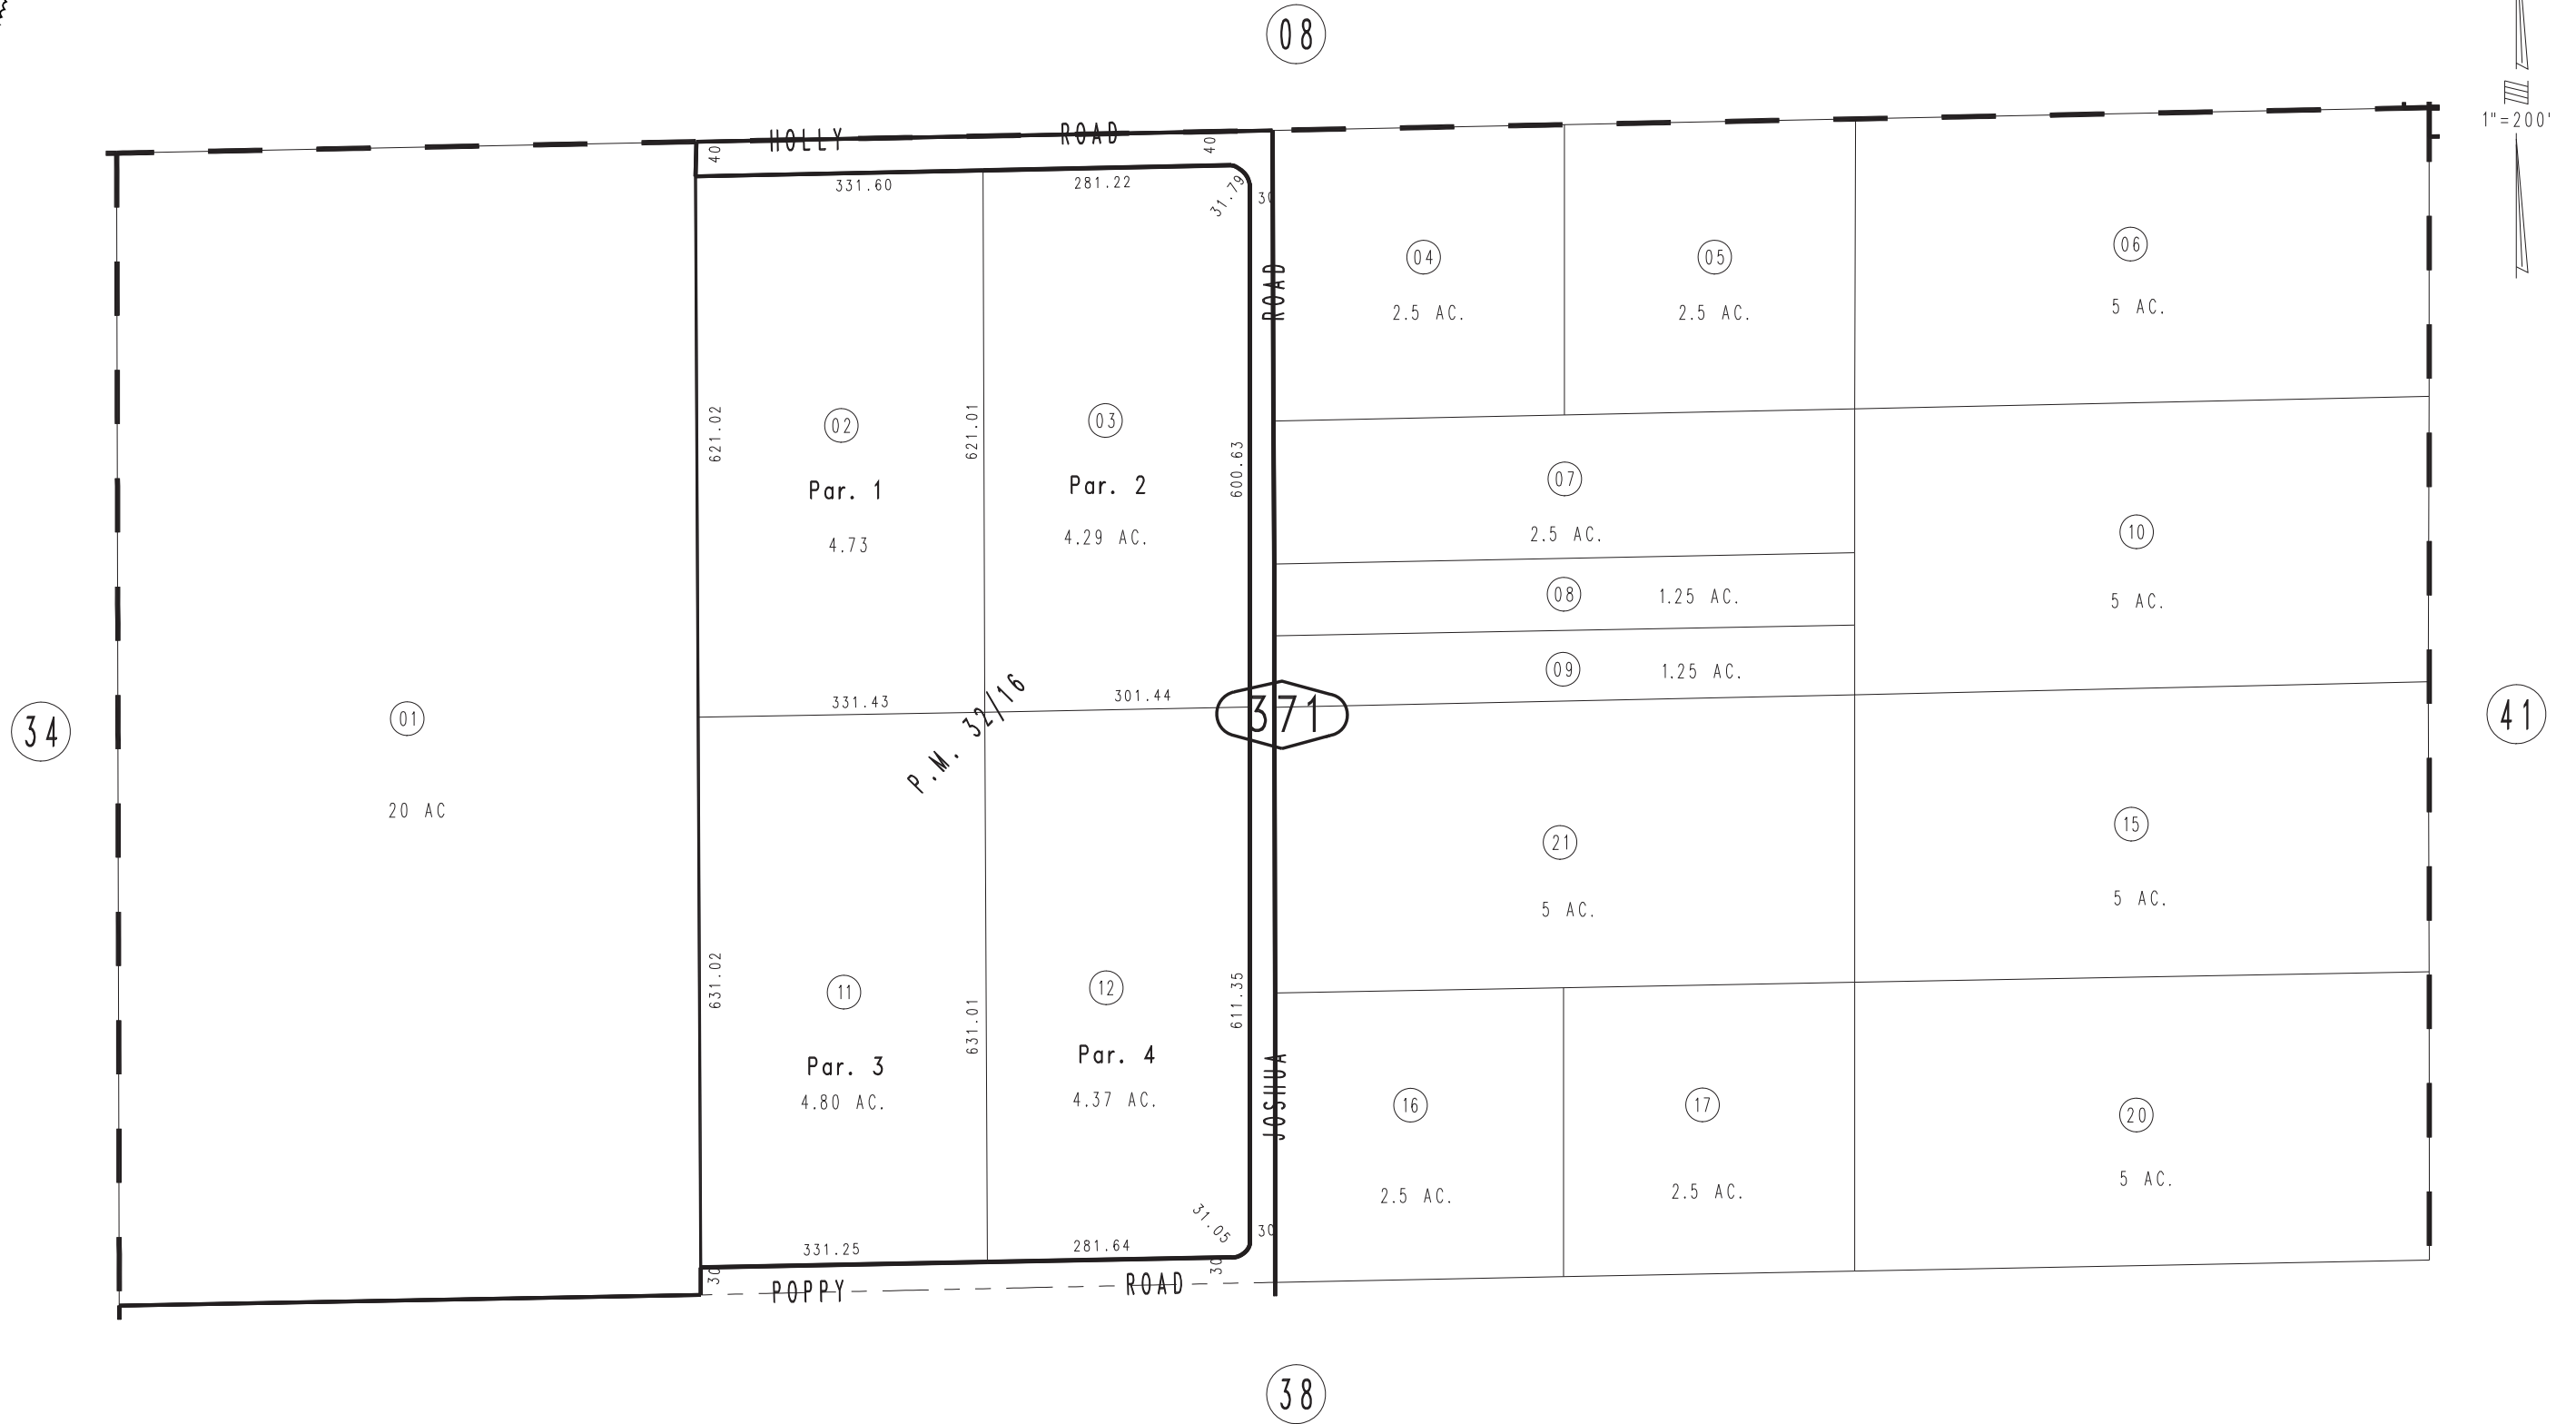 08
1"=200'
HOLLY ROAD
40
40
331.60
281.22
31.79
30
ROAD
04
2.5 AC.
05
2.5 AC.
06
5 AC.
621.02
02
Par. 1
4.73
621.01
03
Par. 2
4.29 AC.
600.63
07
2.5 AC.
08
1.25 AC.
09
1.25 AC.
10
5 AC.
34
01
20 AC
331.43
P.M. 32/16
301.44
371
41
21
5 AC.
15
5 AC.
631.02
11
Par. 3
4.80 AC.
631.01
12
Par. 4
4.37 AC.
611.35
JOSHUA
16
2.5 AC.
17
2.5 AC.
20
5 AC.
331.25
281.64
31.05
30
30
30
POPPY ROAD
38